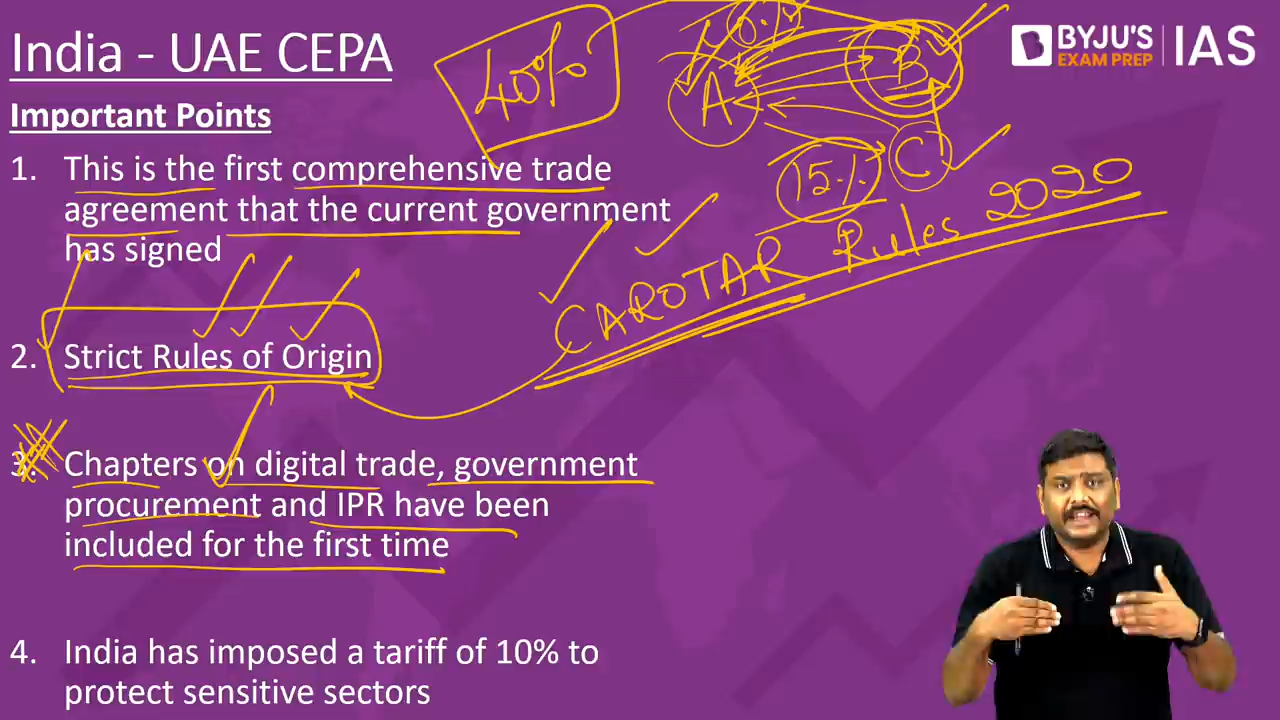 India - UAE CEPA
BYJU'S
EXAM PREP
IAS
40%
0%
A
B
C
15%
CAROTAR Rules 2020
Important Points
1. This is the first comprehensive trade
agreement that the current government
has signed
2. Strict Rules of Origin
3. Chapters on digital trade, government
procurement and IPR have been
included for the first time
4. India has imposed a tariff of 10% to
protect sensitive sectors